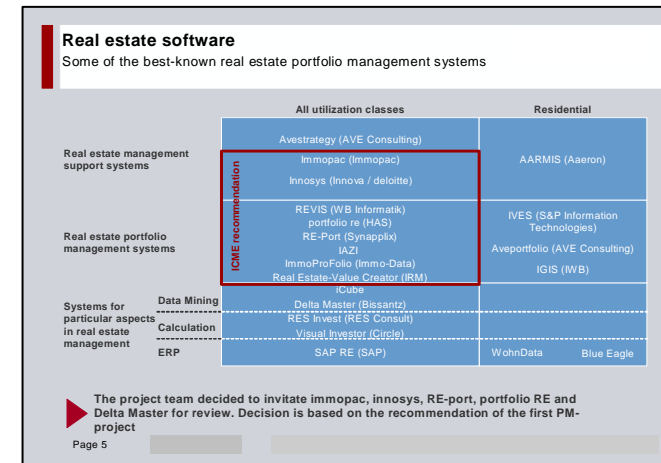 Real estate software
Some of the best-known real estate portfolio management systems
All utilization classes
Residential
Real estate management
support systems
Avestrategy (AVE Consulting)
Immopac (Immopac)
Innosys (Innova / deloitte)
AARMIS (Aaeron)
ICME recommendation
Real estate portfolio
management systems
REVIS (WB Informatik)
portfolio re (HAS)
RE-Port (Synapplix)
IAZI
ImmoProFolio (Immo-Data)
Real Estate-Value Creator (IRM)
IVES (S&P Information
Technologies)
Aveportfolio (AVE Consulting)
IGIS (IWB)
Systems for
particular aspects
in real estate
management
Data Mining
iCube
Delta Master (Bissantz)
Calculation
RES Invest (RES Consult)
Visual Investor (Circle)
ERP
SAP RE (SAP)
WohnData
Blue Eagle
The project team decided to invitate immopac, innosys, RE-port, portfolio RE and
Delta Master for review. Decision is based on the recommendation of the first PM-
project
Page 5